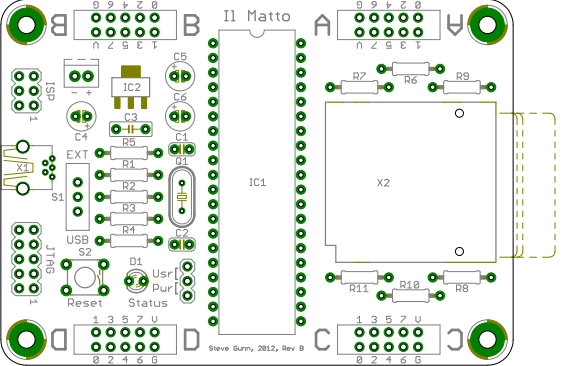 G 6 4 2 0
G 6 4 2 0
B II Matto A
B A
V 7 5 3 1
V 7 5 3 1
C5
ISP
IC2
R6
R7
R9
- +
C6
1
C4
C3
C1
R5
EXT
Q1
X1
R1
S1
R2
IC1
X2
R3
R4
USB
C2
JTAG
S2
D1
Usr
Pwr
1
Reset
Status
R11
R10
R8
1 3 5 7 V
1 3 5 7 V
D D
C C
Steve Gunn, 2012, Rev B
0 2 4 6 G
0 2 4 6 G